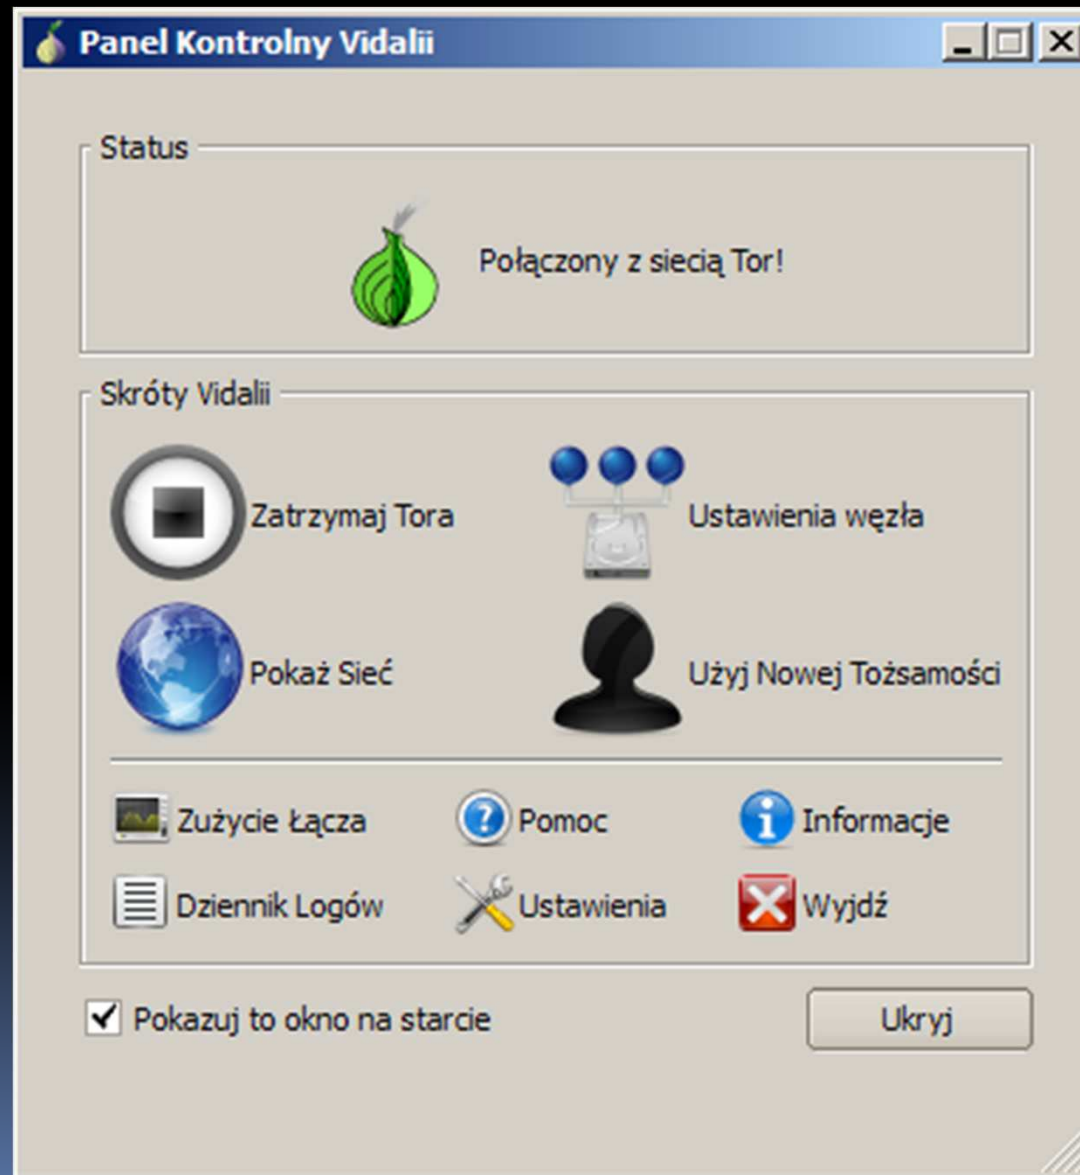 Panel Kontrolny Vidalii
Status
Połączony z siecią Tor!
Skróty Vidalii
Zatrzymaj Tora
Ustawienia węzła
Pokaż Sieć
Użyj Nowej Tożsamości
Zużycie Łącza
Pomoc
Informacje
Dziennik Logów
Ustawienia
Wyjdź
Pokazuj to okno na starcie
Ukryj